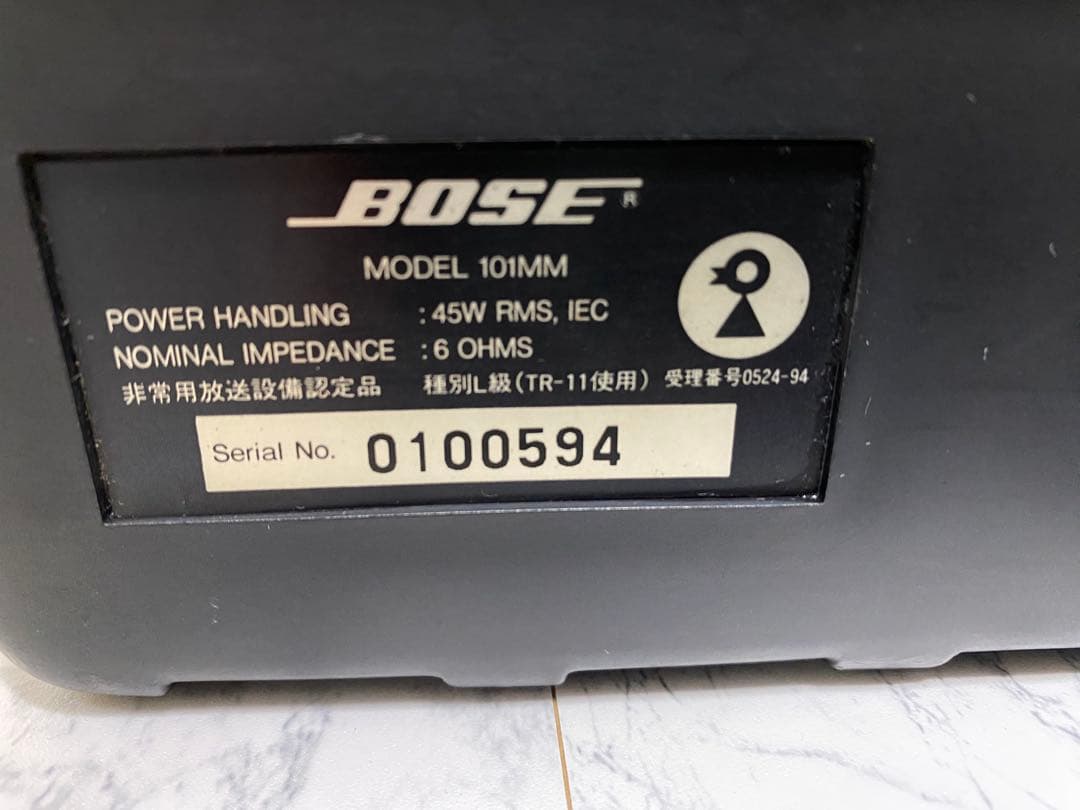 BOSE®
MODEL 101MM
POWER HANDLING : 45W RMS, IEC
NOMINAL IMPEDANCE : 6 OHMS
非常用放送設備認定品 種別L級(TR-11使用) 受理番号0524-94
Serial No. 0100594